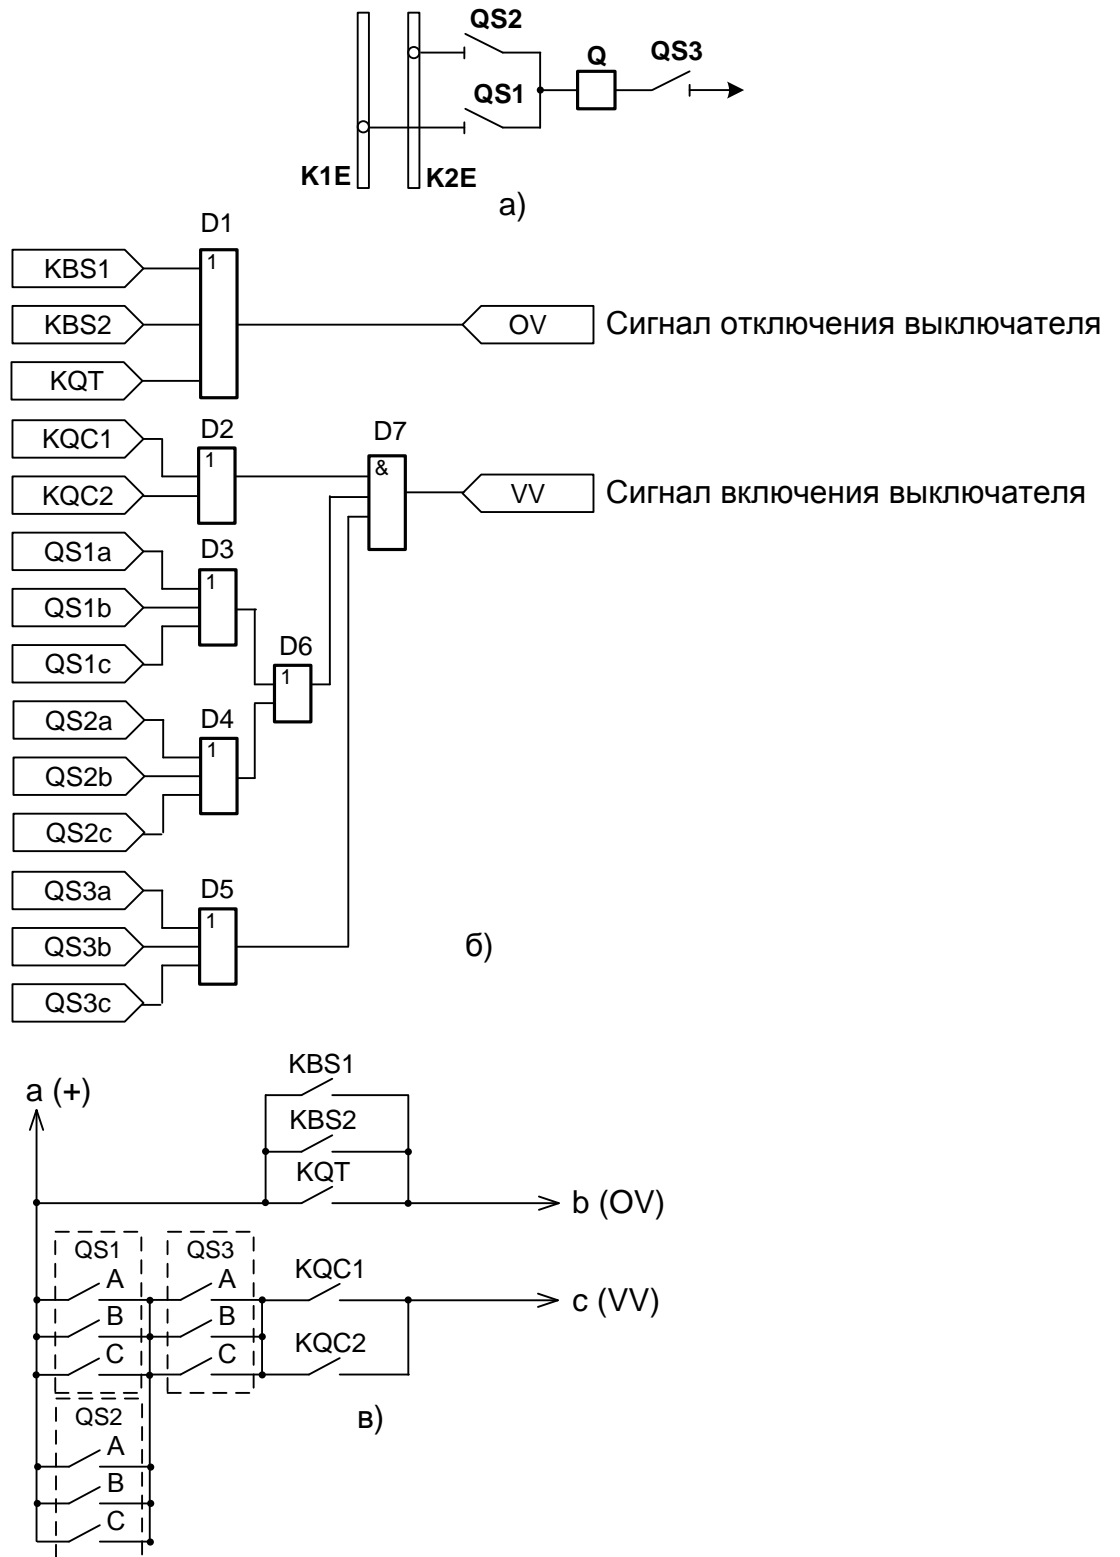 QS2
Q
QS3
QS1
K1E
K2E
а)
D1
KBS1
1
KBS2
OV
Сигнал отключения выключателя
KQT
KQC1
D2
D7
1
&
KQC2
VV
Сигнал включения выключателя
QS1a
D3
1
QS1b
QS1c
D6
1
QS2a
D4
1
QS2b
QS2c
QS3a
D5
1
QS3b
б)
QS3c
KBS1
a (+)
KBS2
KQT
b (OV)
QS1
QS3
KQC1
A
A
c (VV)
B
B
KQC2
C
C
QS2
в)
A
B
C